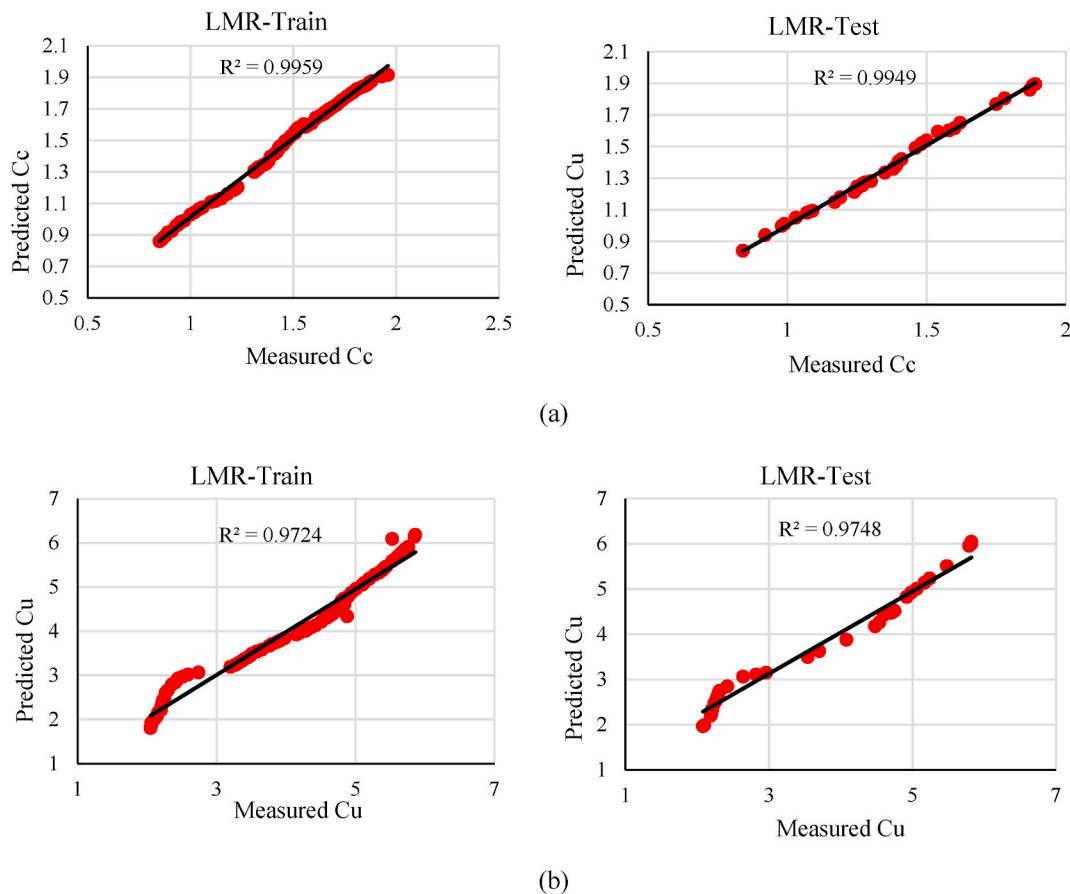 LMR-Train
R² = 0.9959
2.1
1.9
1.7
1.5
1.3
1.1
0.9
0.7
0.5
Predicted Cc
0.5 1 1.5 2 2.5
Measured Cc
LMR-Test
R² = 0.9949
2.1
1.9
1.7
1.5
1.3
1.1
0.9
0.7
0.5
Predicted Cu
0.5 1 1.5 2
Measured Cc
(a)
LMR-Train
R² = 0.9724
7
6
5
4
3
2
1
Predicted Cu
1 3 5 7
Measured Cu
LMR-Test
R² = 0.9748
7
6
5
4
3
2
1
Predicted Cu
1 3 5 7
Measured Cu
(b)